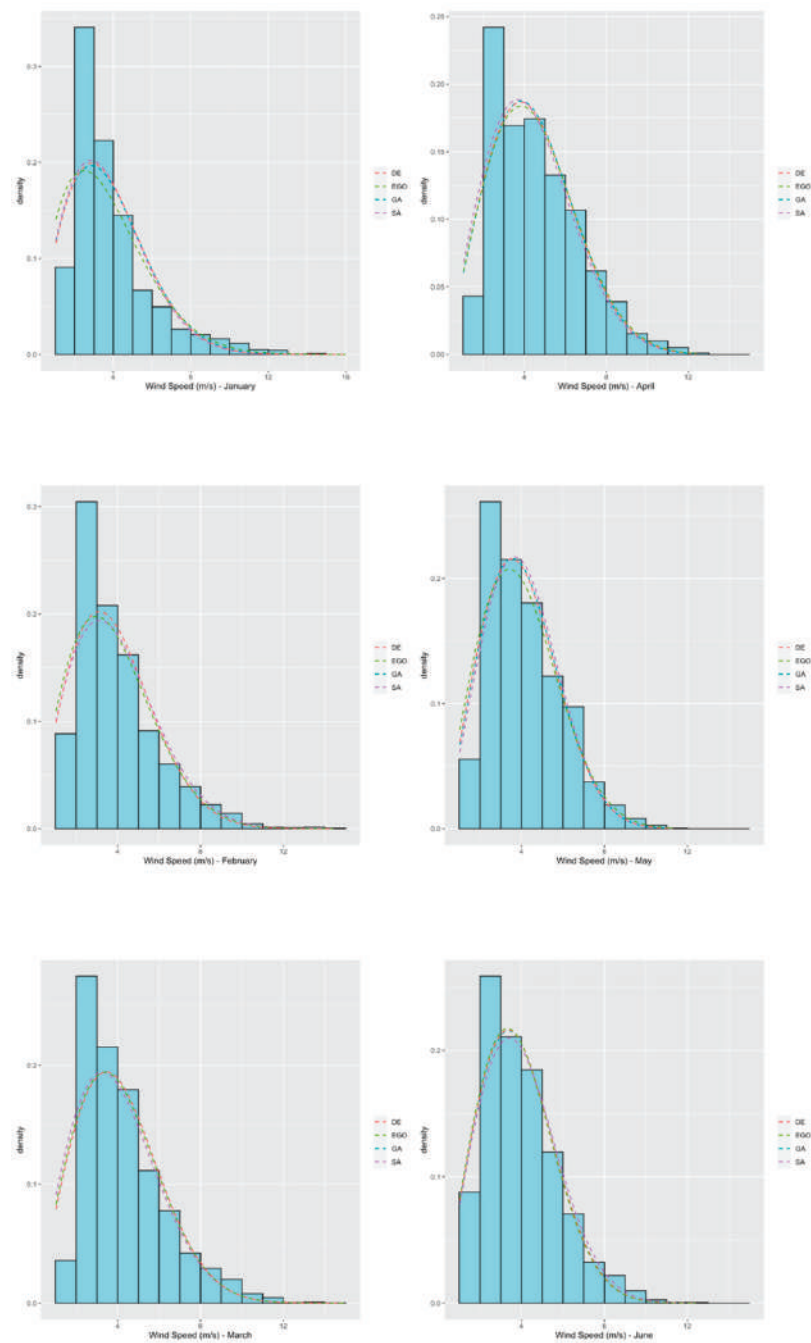 0.3
0.2
0.1
0.0
density
4 8 12 16
Wind Speed (m/s) - January
DE
EGO
GA
SA
0.25
0.20
0.15
0.10
0.05
0.00
density
4 8 12
Wind Speed (m/s) - April
DE
EGO
GA
SA
0.3
0.2
0.1
0.0
density
4 8 12
Wind Speed (m/s) - February
DE
EGO
GA
SA
0.2
0.1
0.0
density
4 8 12
Wind Speed (m/s) - May
DE
EGO
GA
SA
0.2
0.1
0.0
density
4 8 12
Wind Speed (m/s) - March
DE
EGO
GA
SA
0.2
0.1
0.0
density
4 8 12
Wind Speed (m/s) - June
DE
EGO
GA
SA